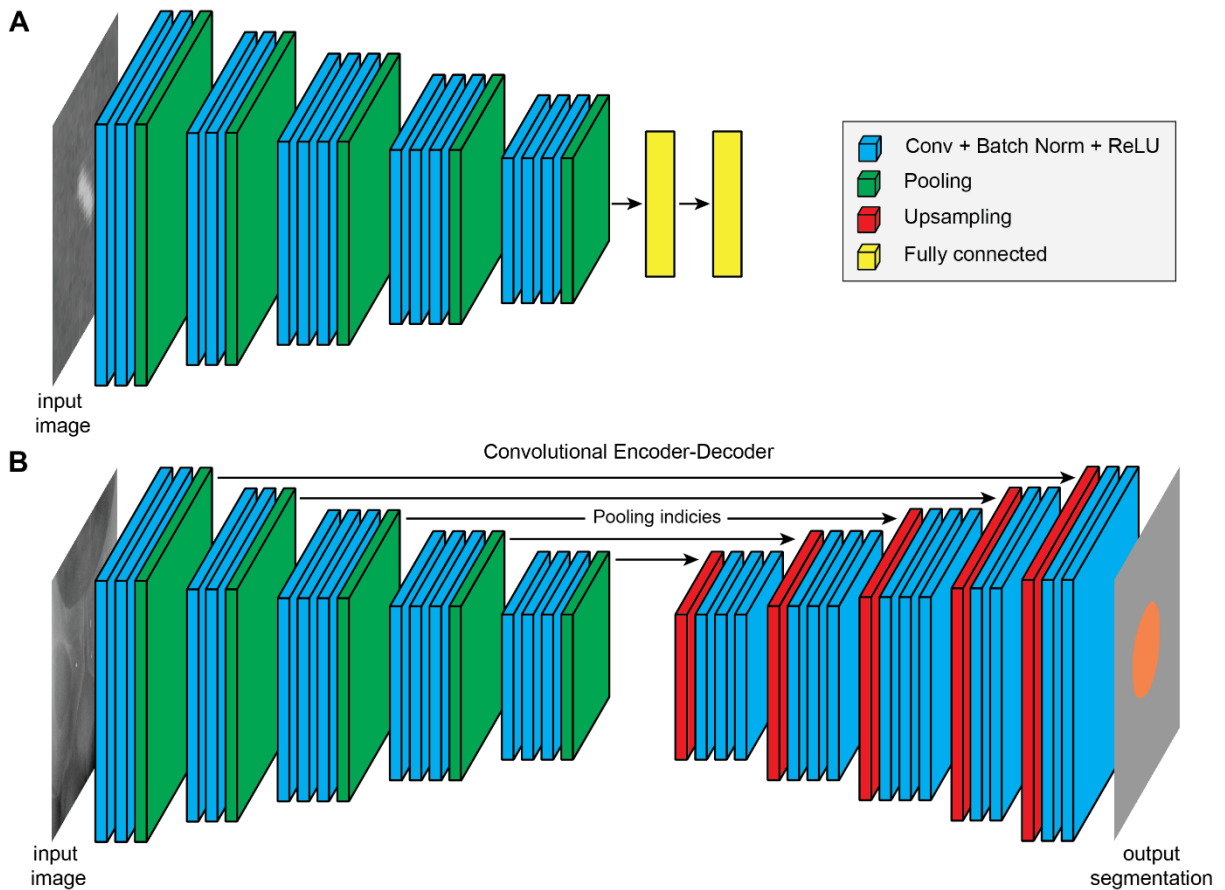 A
Conv + Batch Norm + ReLU
Pooling
Upsampling
Fully connected
input
image
B
Convolutional Encoder-Decoder
Pooling indicies
input
image
output
segmentation